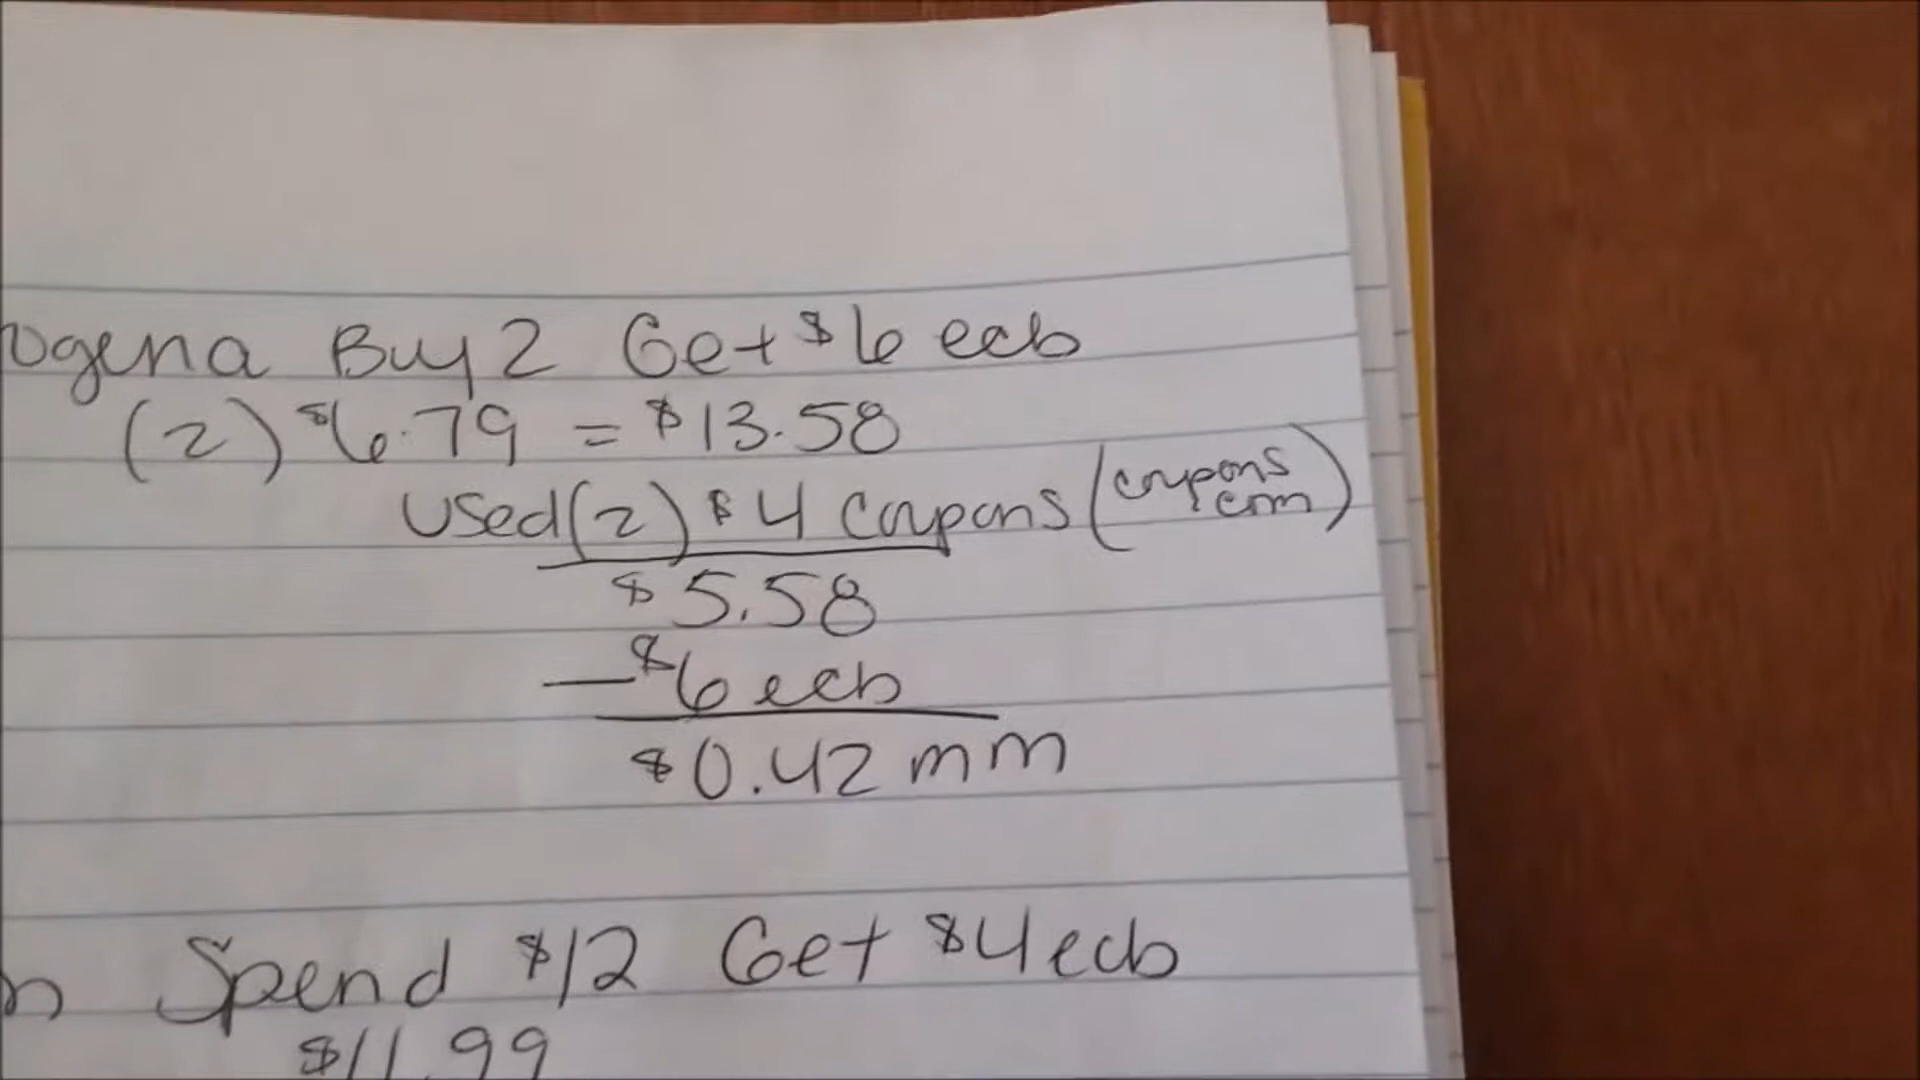 ogena Buy 2 Get $6 ecb
(2) $6.79 = $13.58
used (2) $4 coupons (coupons.com)
$5.58
- $6 ecb
$0.42 mm
Spend $12 Get $4 ecb
$11.99